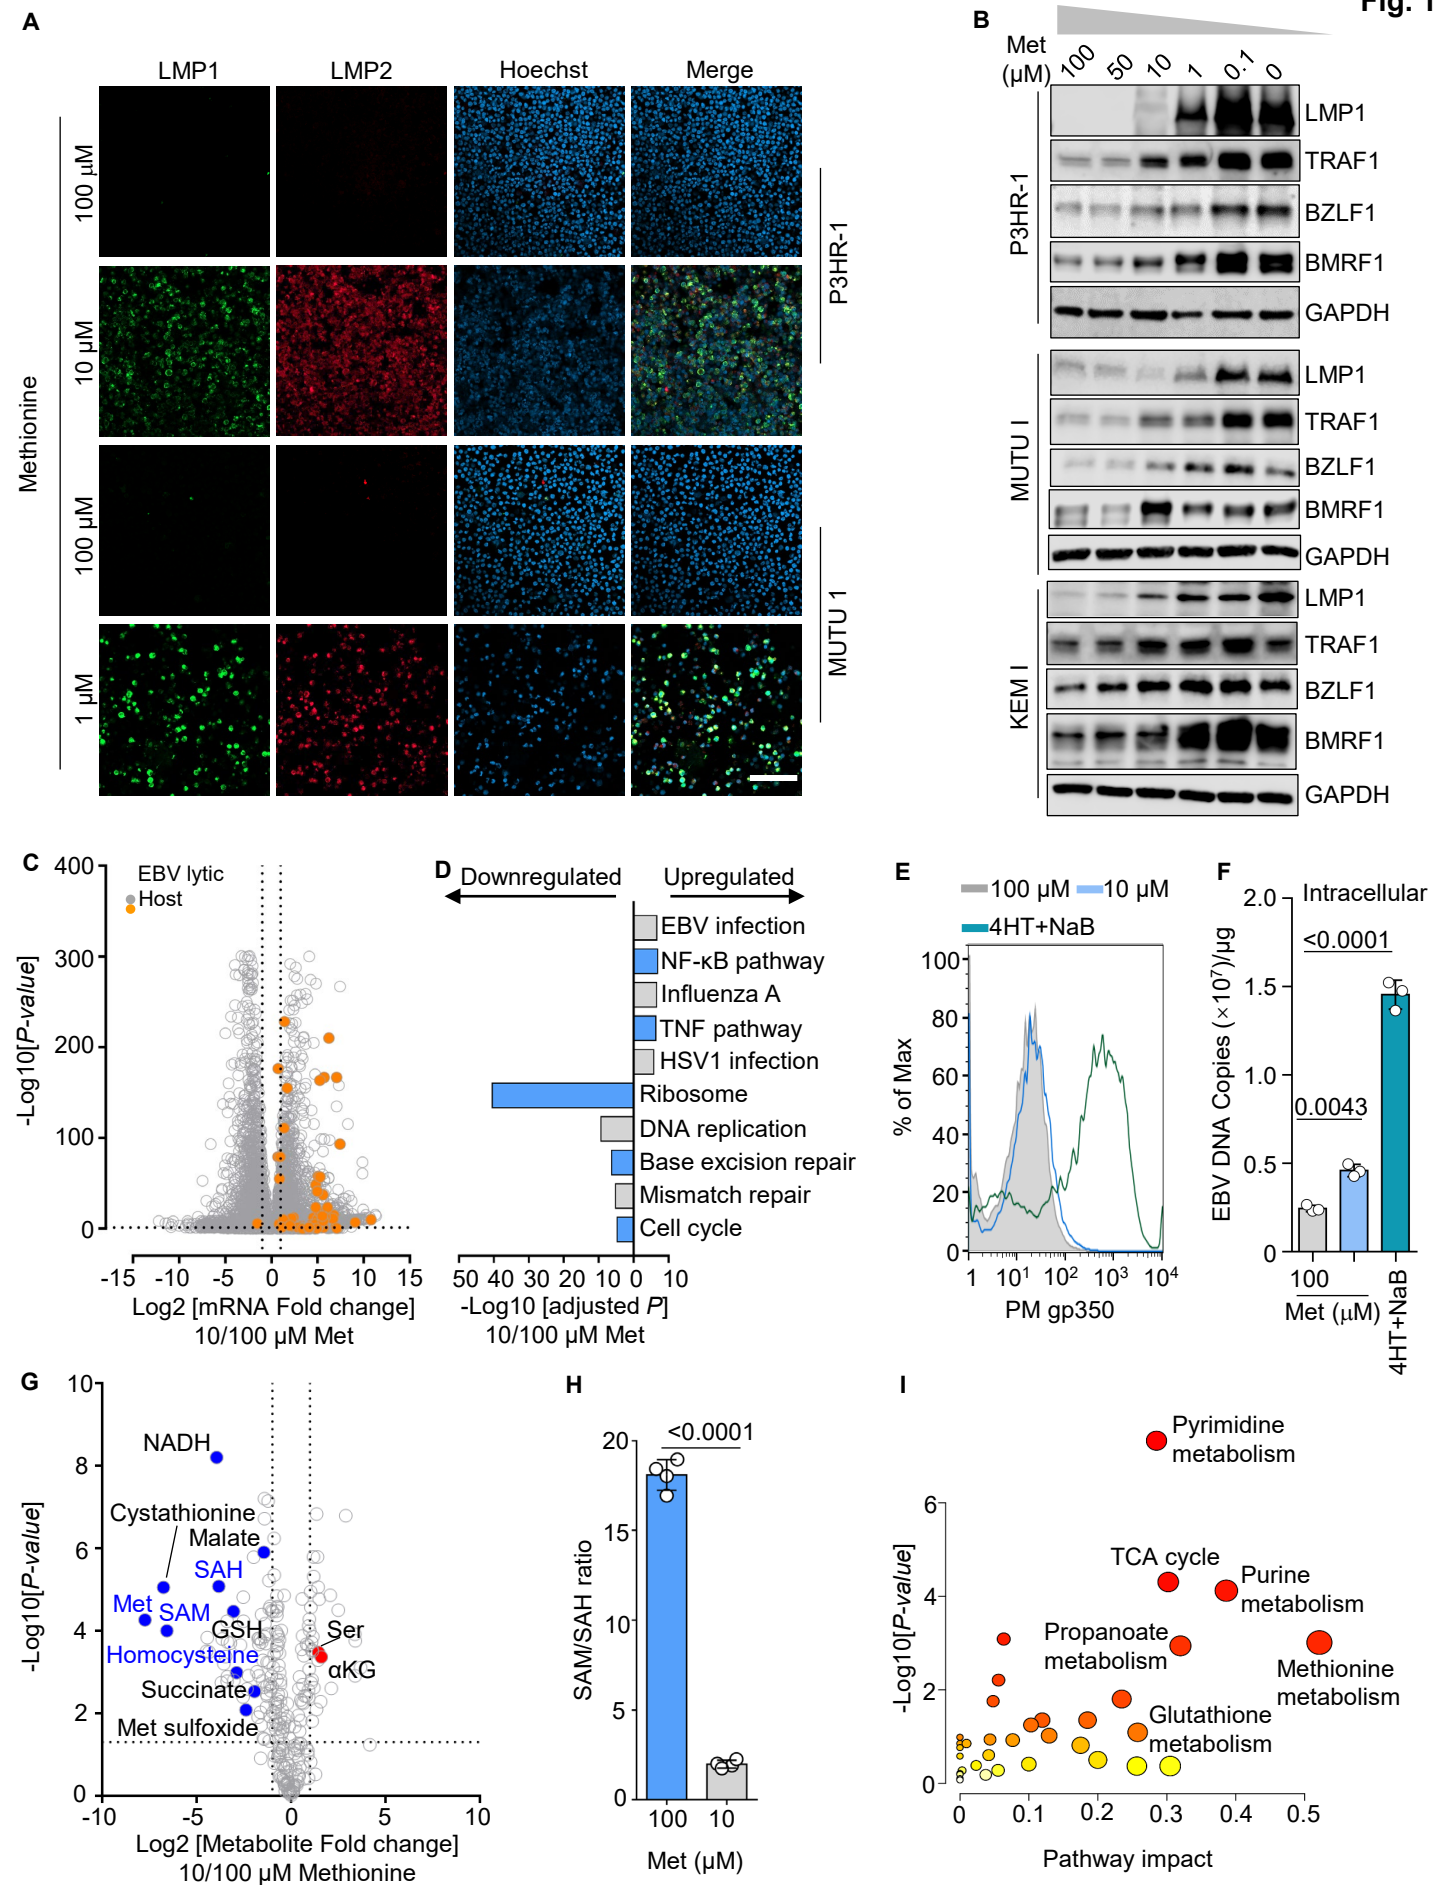 Fig. 1
A
LMP1
LMP2
Hoechst
Merge
Methionine
100 µM
10 µM
100 µM
1 µM
P3HR-1
MUTU 1
B
Met
(µM)
100
50
10
1
0.1
0
P3HR-1
LMP1
TRAF1
BZLF1
BMRF1
GAPDH
MUTU I
LMP1
TRAF1
BZLF1
BMRF1
GAPDH
KEM I
LMP1
TRAF1
BZLF1
BMRF1
GAPDH
C
EBV lytic
Host
-Log10[P-value]
400
300
200
100
0
-15 -10 -5 0 5 10 15
Log2 [mRNA Fold change]
10/100 µM Met
D
Downregulated
Upregulated
EBV infection
NF-κB pathway
Influenza A
TNF pathway
HSV1 infection
Ribosome
DNA replication
Base excision repair
Mismatch repair
Cell cycle
50 40 30 20 10 0 10
-Log10 [adjusted P]
10/100 µM Met
E
100 µM
10 µM
4HT+NaB
% of Max
100
80
60
40
20
0
1 10¹ 10² 10³ 10⁴
PM gp350
F
Intracellular
EBV DNA Copies (×10⁷)/µg
2.0
1.5
1.0
0.5
0
<0.0001
0.0043
100
Met (µM)
4HT+NaB
G
-Log10[P-value]
10
8
6
4
2
0
NADH
Cystathionine
Malate
SAH
Met
SAM
GSH
Homocysteine
Succinate
Met sulfoxide
Ser
αKG
-10 -5 0 5 10
Log2 [Metabolite Fold change]
10/100 µM Methionine
H
<0.0001
SAM/SAH ratio
20
15
10
5
0
100
10
Met (µM)
I
-Log10[P-value]
6
4
2
0
Pyrimidine
metabolism
TCA cycle
Purine
metabolism
Propanoate
metabolism
Methionine
metabolism
Glutathione
metabolism
0 0.1 0.2 0.3 0.4 0.5
Pathway impact